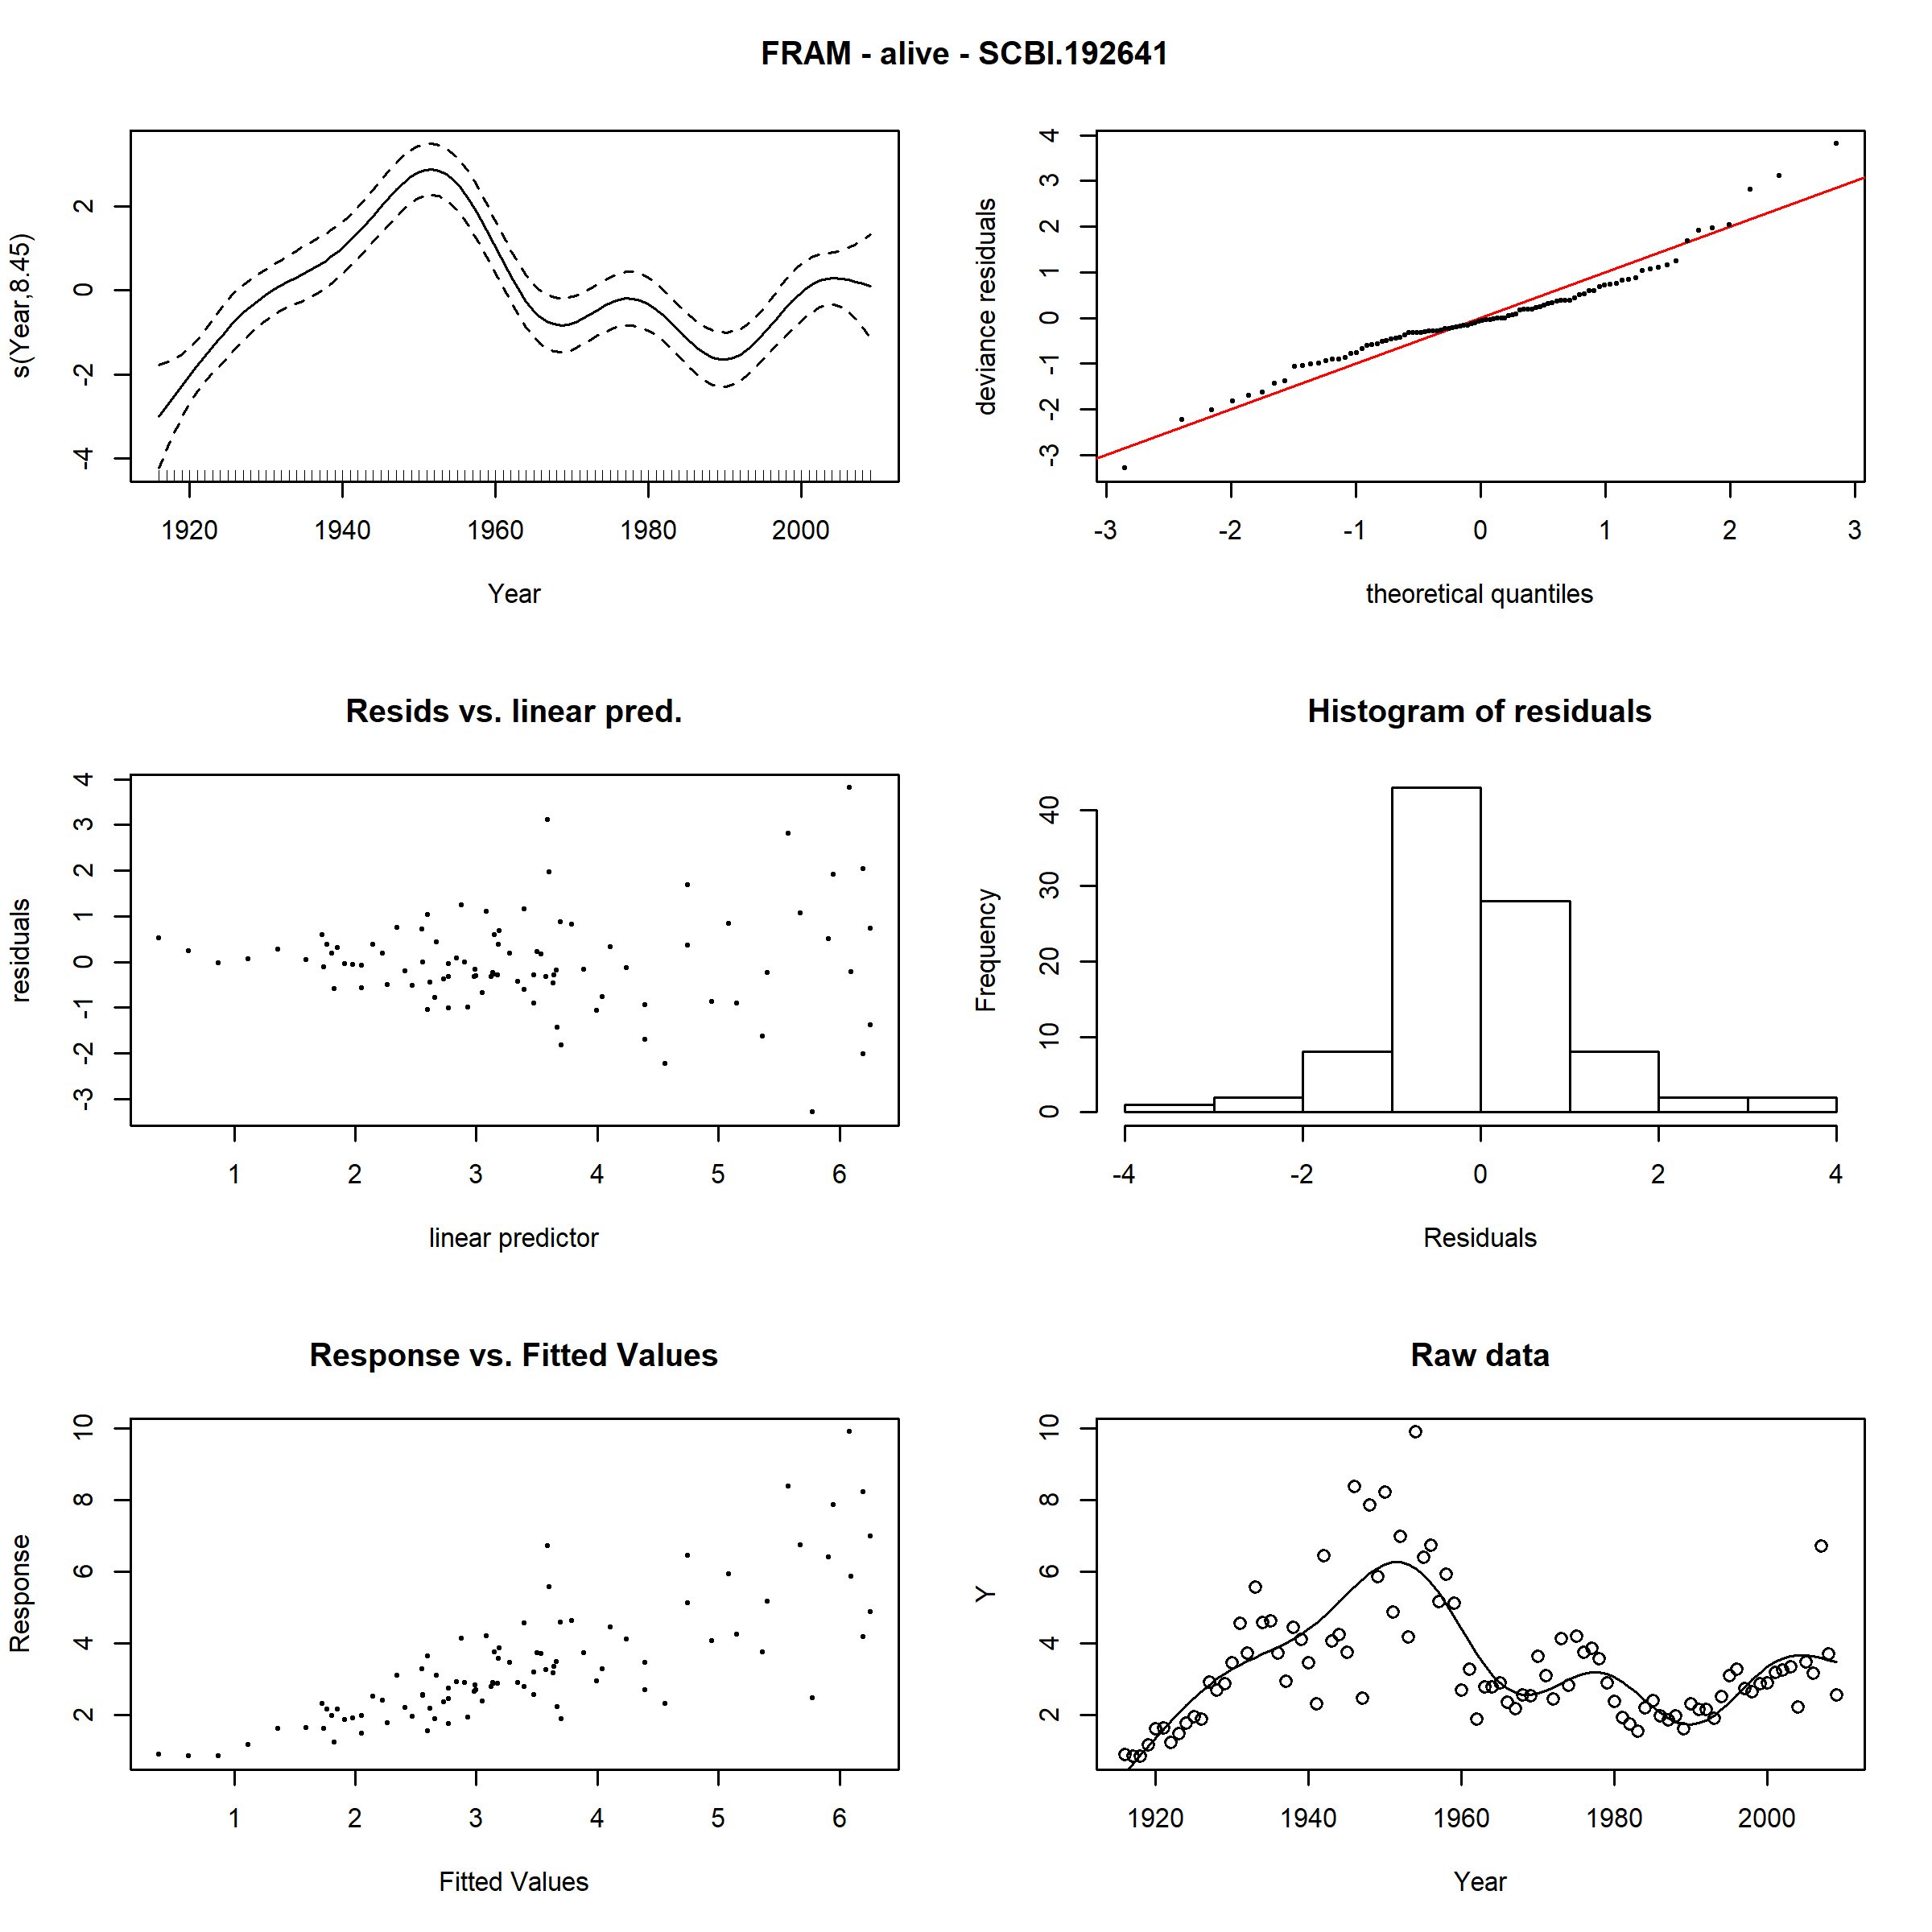 FRAM - alive - SCBI.192641
s(Year,8.45)
-4 -2 0 2
1920 1940 1960 1980 2000
Year
deviance residuals
-3 -2 -1 0 1 2 3 4
-3 -2 -1 0 1 2 3
theoretical quantiles
Resids vs. linear pred.
residuals
-3 -2 -1 0 1 2 3 4
1 2 3 4 5 6
linear predictor
Histogram of residuals
Frequency
0 10 20 30 40
-4 -2 0 2 4
Residuals
Response vs. Fitted Values
Response
2 4 6 8 10
1 2 3 4 5 6
Fitted Values
Raw data
Y
2 4 6 8 10
1920 1940 1960 1980 2000
Year